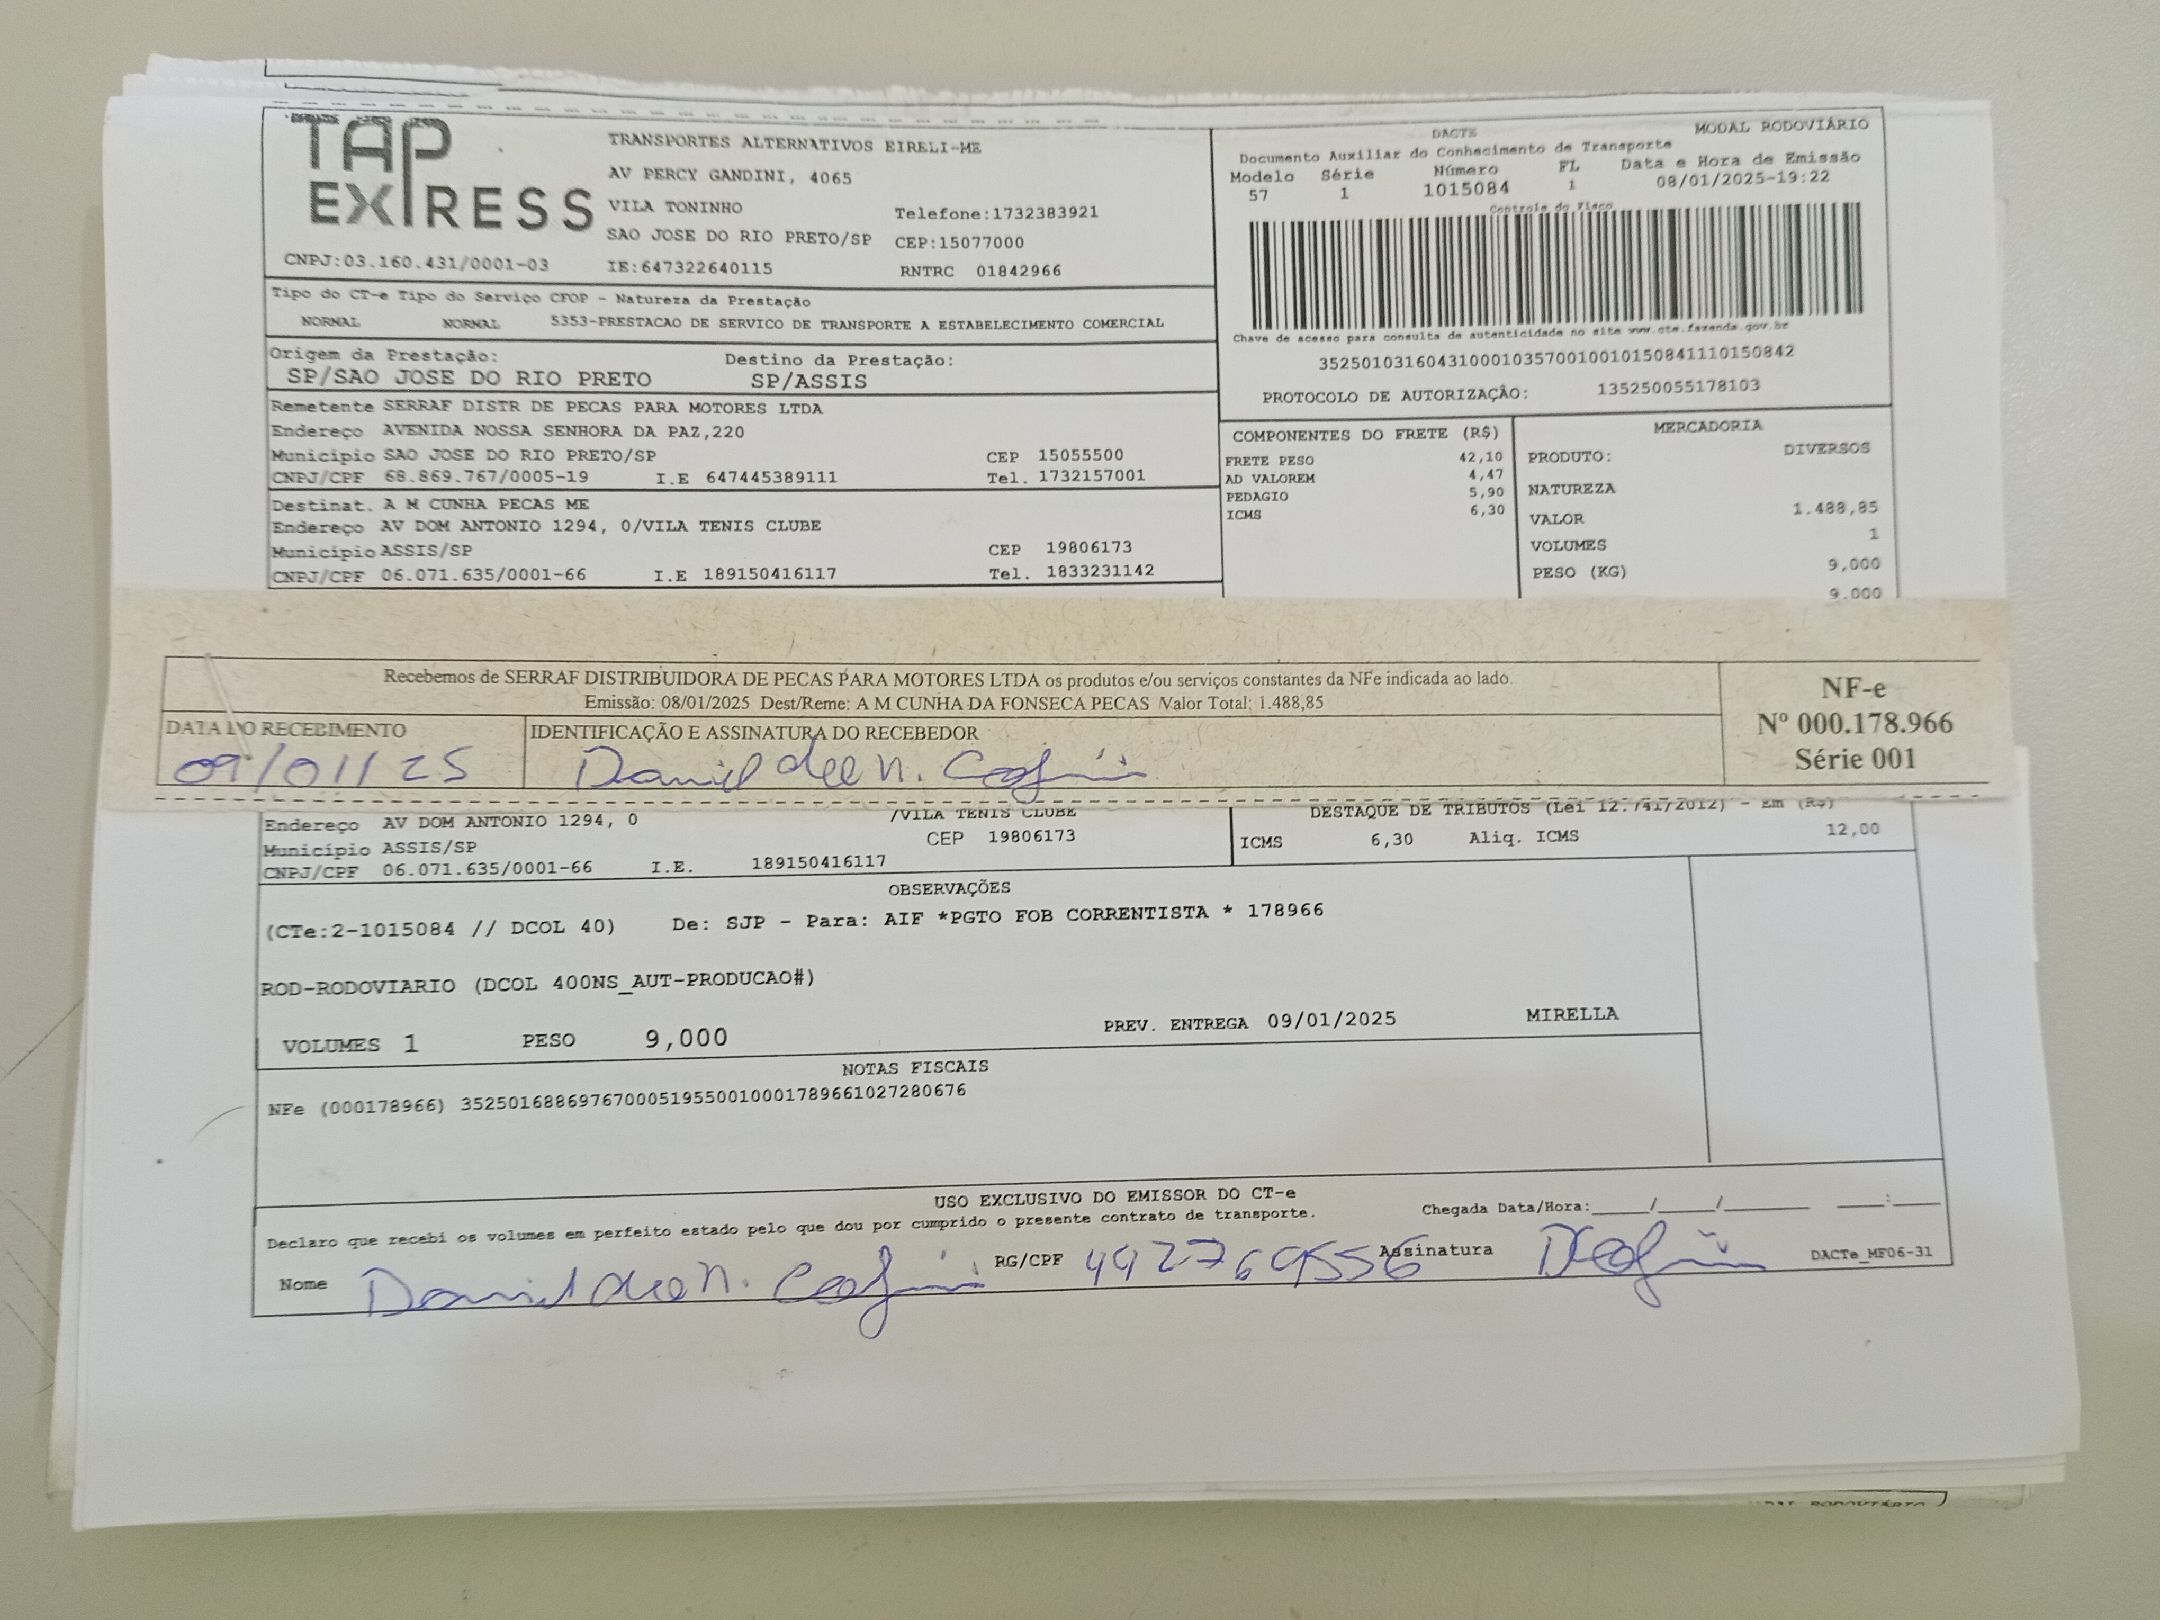 TAP
EXPRESS
CNPJ:03.160.431/0001-03
TRANSPORTES ALTERNATIVOS EIRELI-ME
AV PERCY GANDINI, 4065
VILA TONINHO Telefone:1732383921
SAO JOSE DO RIO PRETO/SP CEP:15077000
IE:647322640115 RNTRC 01842966
DACTE MODAL RODOVIÁRIO
Documento Auxiliar do Conhecimento de Transporte
Modelo Série Número FL Data e Hora de Emissão
57 1 1015084 1 08/01/2025-19:22
Controle do Fisco
Chave de acesso para consulta de autenticidade no site www.cte.fazenda.gov.br
35250103160431000103570010010150841110150842
PROTOCOLO DE AUTORIZAÇÃO: 135250055178103
Tipo do CT-e Tipo do Serviço CFOP - Natureza da Prestação
NORMAL NORMAL 5353-PRESTACAO DE SERVICO DE TRANSPORTE A ESTABELECIMENTO COMERCIAL
Origem da Prestação: Destino da Prestação:
SP/SAO JOSE DO RIO PRETO SP/ASSIS
Remetente SERRAF DISTR DE PECAS PARA MOTORES LTDA
Endereço AVENIDA NOSSA SENHORA DA PAZ,220
Município SAO JOSE DO RIO PRETO/SP CEP 15055500
CNPJ/CPF 68.869.767/0005-19 I.E 647445389111 Tel. 1732157001
Destinat. A M CUNHA PECAS ME
Endereço AV DOM ANTONIO 1294, 0/VILA TENIS CLUBE
Município ASSIS/SP CEP 19806173
CNPJ/CPF 06.071.635/0001-66 I.E 189150416117 Tel. 1833231142
COMPONENTES DO FRETE (R$)
FRETE PESO 42,10
AD VALOREM 4,47
PEDAGIO 5,90
ICMS 6,30
MERCADORIA
PRODUTO: DIVERSOS
NATUREZA
VALOR 1.488,85
VOLUMES 1
PESO (KG) 9,000
9,000
Recebemos de SERRAF DISTRIBUIDORA DE PECAS PARA MOTORES LTDA os produtos e/ou serviços constantes da NFe indicada ao lado.
Emissão: 08/01/2025 Dest/Reme: A M CUNHA DA FONSECA PECAS Valor Total: 1.488,85
DATA DO RECEBIMENTO IDENTIFICAÇÃO E ASSINATURA DO RECEBEDOR
09/01/25 Daniel
NF-e
Nº 000.178.966
Série 001
Endereço AV DOM ANTONIO 1294, 0 /VILA TENIS CLUBE
Município ASSIS/SP CEP 19806173
CNPJ/CPF 06.071.635/0001-66 I.E. 189150416117
DESTAQUE DE TRIBUTOS (Lei 12.741/2012) - Em (R$)
ICMS 6,30 Aliq. ICMS 12,00
OBSERVAÇÕES
(CTe:2-1015084 // DCOL 40) De: SJP - Para: AIF *PGTO FOB CORRENTISTA * 178966
ROD-RODOVIARIO (DCOL 400NS_AUT-PRODUCAO#)
VOLUMES 1 PESO 9,000 PREV. ENTREGA 09/01/2025 MIRELLA
NOTAS FISCAIS
NFe (000178966) 35250168869767000519550010001789661027280676
USO EXCLUSIVO DO EMISSOR DO CT-e
Declaro que recebi os volumes em perfeito estado pelo que dou por cumprido o presente contrato de transporte. Chegada Data/Hora:_____/_____/_______ ____:____
Nome Daniel RG/CPF 492769556 Assinatura DACTe_MF06-31